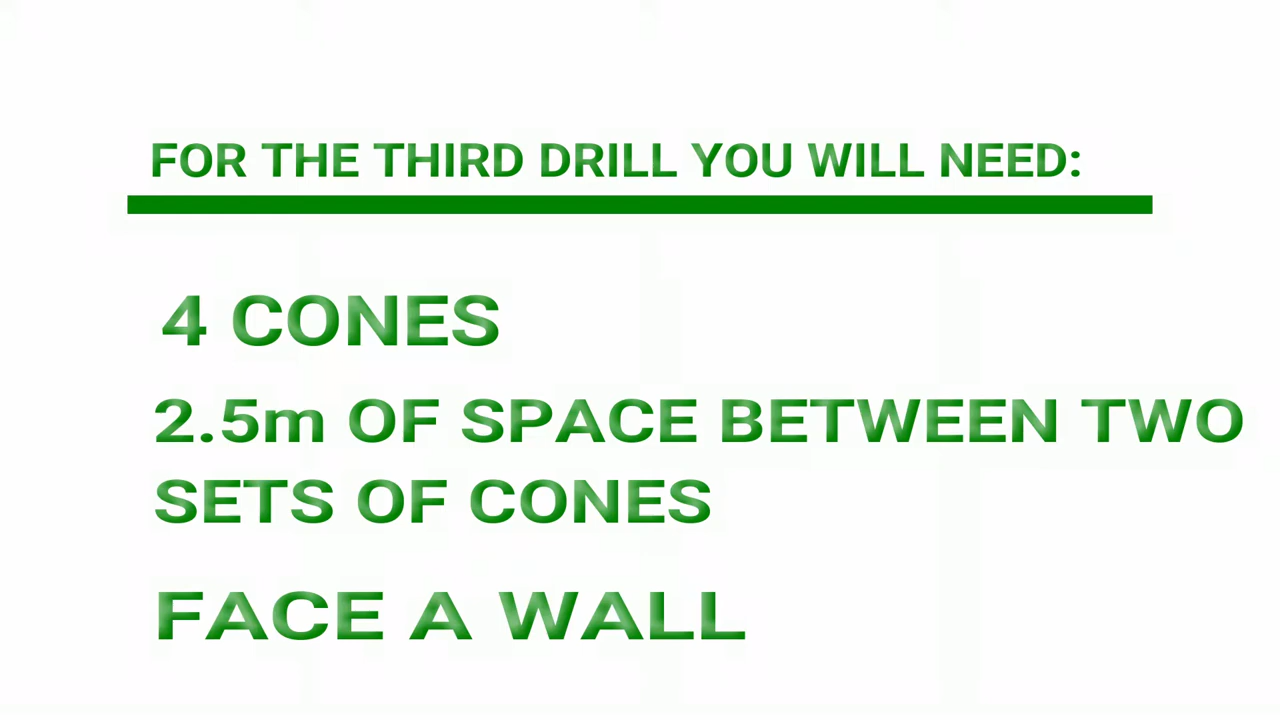 FOR THE THIRD DRILL YOU WILL NEED:
4 CONES
2.5m OF SPACE BETWEEN TWO
SETS OF CONES
FACE A WALL